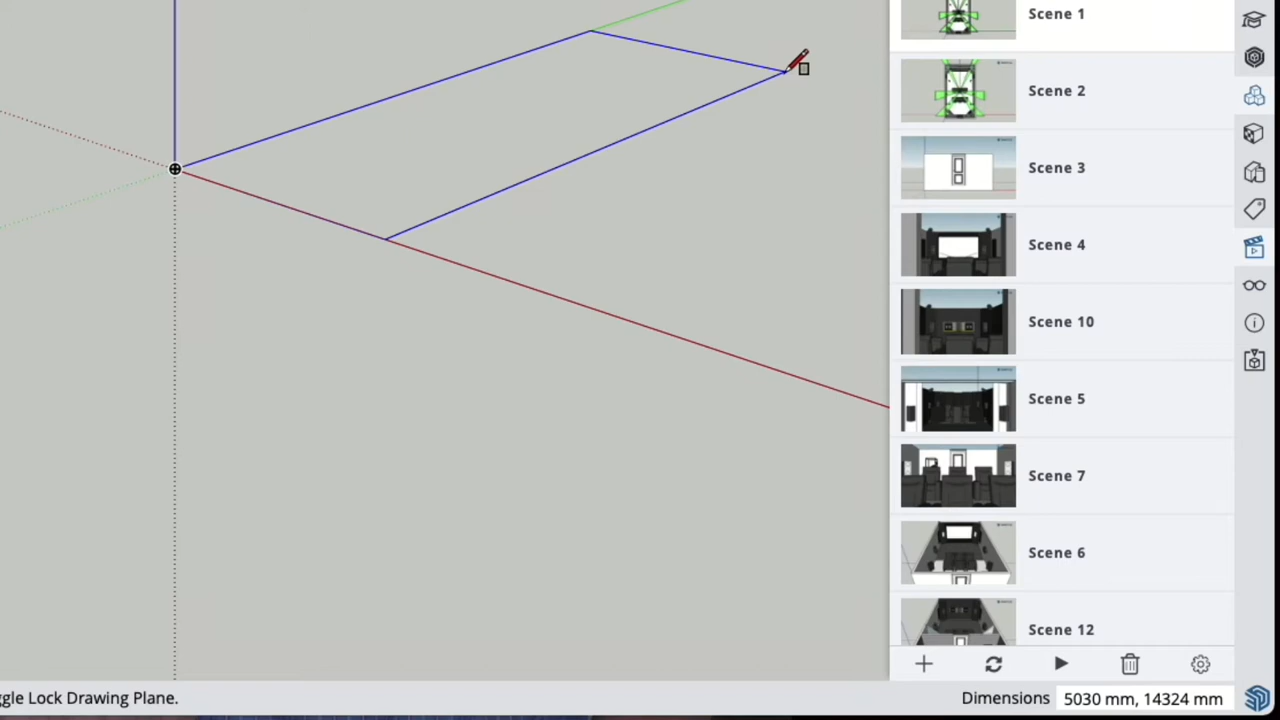 Scene 1
Scene 2
Scene 3
Scene 4
Scene 10
Scene 5
Scene 7
Scene 6
Scene 12
ggle Lock Drawing Plane.
Dimensions 5030 mm, 14324 mm